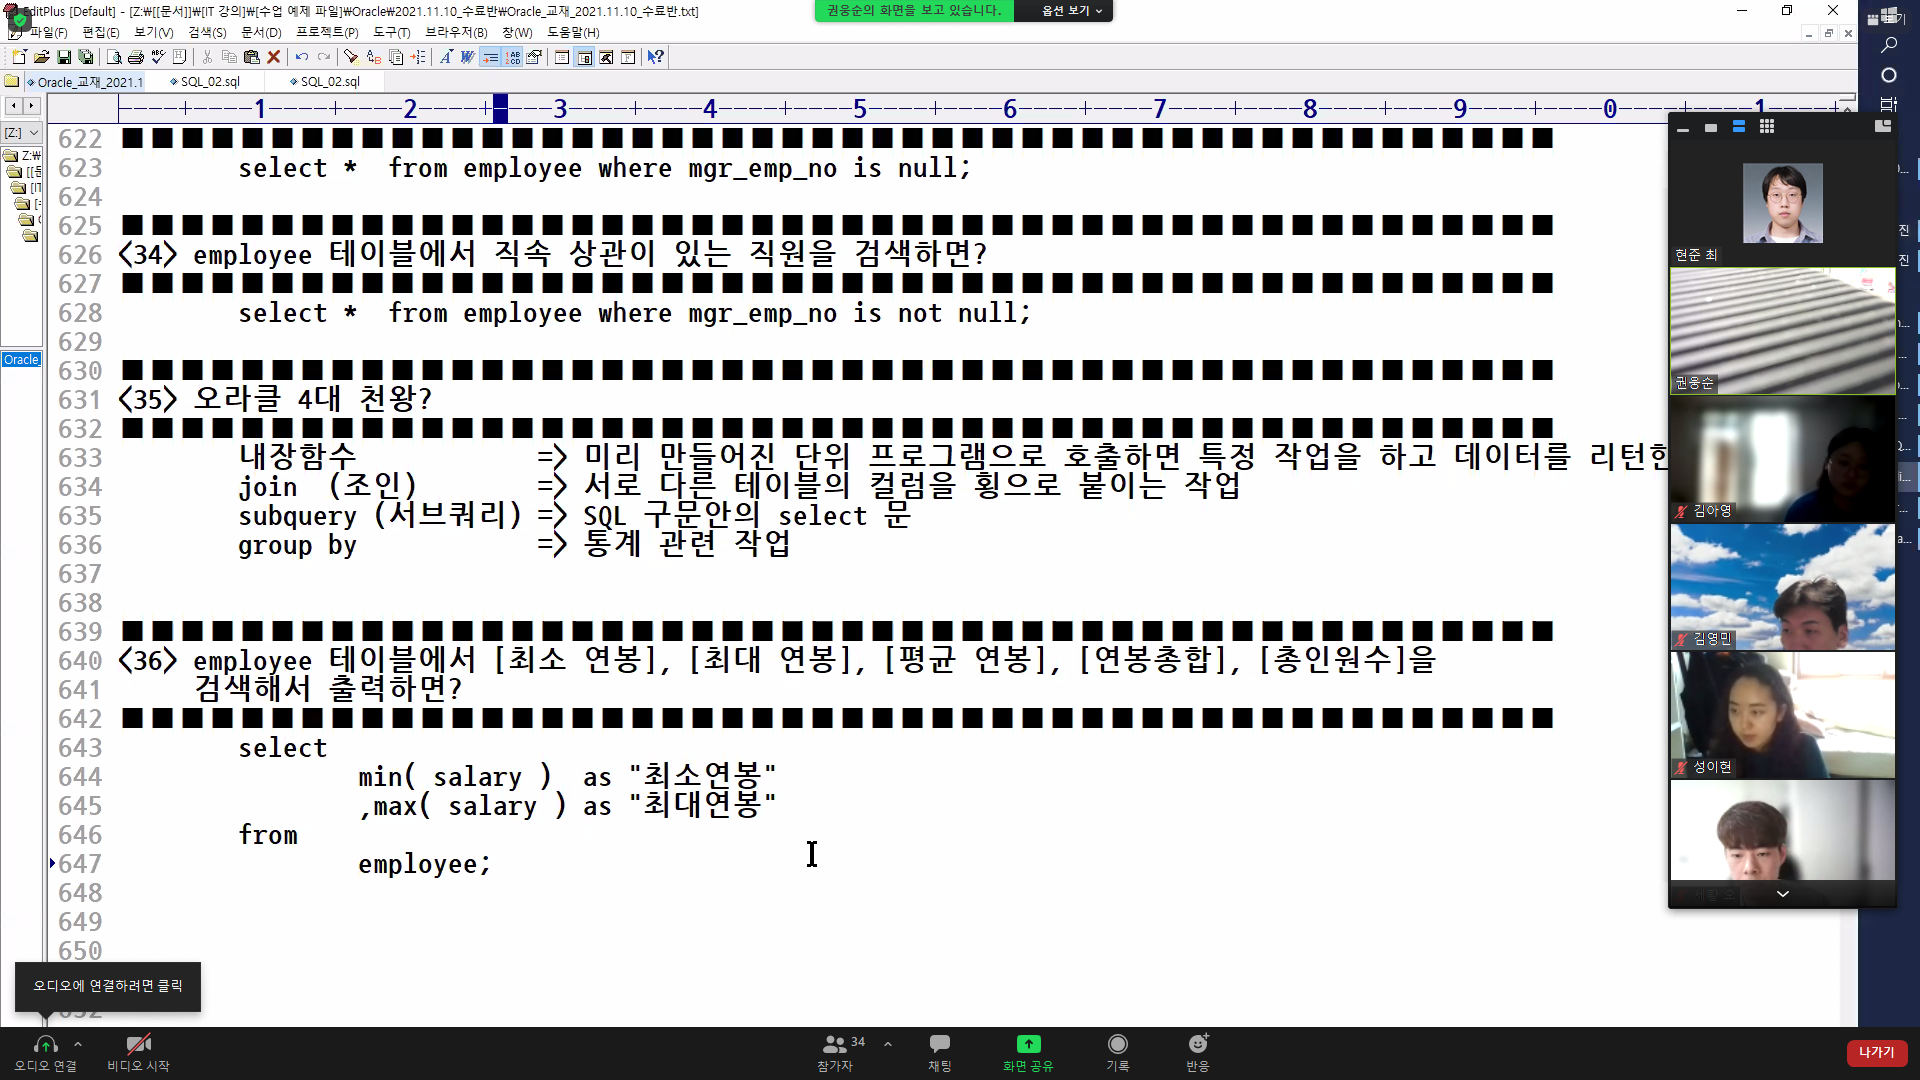 EditPlus [Default] - [Z:₩[[문서]]₩[IT 강의]₩[수업 예제 파일]₩Oracle₩2021.11.10_수료반₩Oracle_교재_2021.11.10_수료반.txt]
권웅순의 화면을 보고 있습니다.
옵션 보기
파일(F) 편집(E) 보기(V) 검색(S) 문서(D) 프로젝트(P) 도구(T) 브라우저(B) 창(W) 도움말(H)
Oracle_교재_2021.1 SQL_02.sql SQL_02.sql
----+----1----+----2----+----3----+----4----+----5----+----6----+----7----+----8----+----9----+----0----+----1----+
[Z:]
Z:₩
Oracle
622 ■■■■■■■■■■■■■■■■■■■■■■■■■■■■■■■■■■■■■■■■■■■■■■■■
623 select * from employee where mgr_emp_no is null;
624
625 ■■■■■■■■■■■■■■■■■■■■■■■■■■■■■■■■■■■■■■■■■■■■■■■■
626 <34> employee 테이블에서 직속 상관이 있는 직원을 검색하면?
627 ■■■■■■■■■■■■■■■■■■■■■■■■■■■■■■■■■■■■■■■■■■■■■■■■
628 select * from employee where mgr_emp_no is not null;
629
630 ■■■■■■■■■■■■■■■■■■■■■■■■■■■■■■■■■■■■■■■■■■■■■■■■
631 <35> 오라클 4대 천왕?
632 ■■■■■■■■■■■■■■■■■■■■■■■■■■■■■■■■■■■■■■■■■■■■■■■■
633 내장함수 => 미리 만들어진 단위 프로그램으로 호출하면 특정 작업을 하고 데이터를 리턴한
634 join (조인) => 서로 다른 테이블의 컬럼을 횡으로 붙이는 작업
635 subquery (서브쿼리) => SQL 구문안의 select 문
636 group by => 통계 관련 작업
637
638
639 ■■■■■■■■■■■■■■■■■■■■■■■■■■■■■■■■■■■■■■■■■■■■■■■■
640 <36> employee 테이블에서 [최소 연봉], [최대 연봉], [평균 연봉], [연봉총합], [총인원수]을
641 검색해서 출력하면?
642 ■■■■■■■■■■■■■■■■■■■■■■■■■■■■■■■■■■■■■■■■■■■■■■■■
643 select
644 min( salary ) as "최소연봉"
645 ,max( salary ) as "최대연봉"
646 from
647 employee;
648
649
650
현준 최
권웅순
김아영
김영민
성이현
오디오에 연결하려면 클릭
오디오 연결
비디오 시작
34
참가자
채팅
화면 공유
기록
반응
나가기